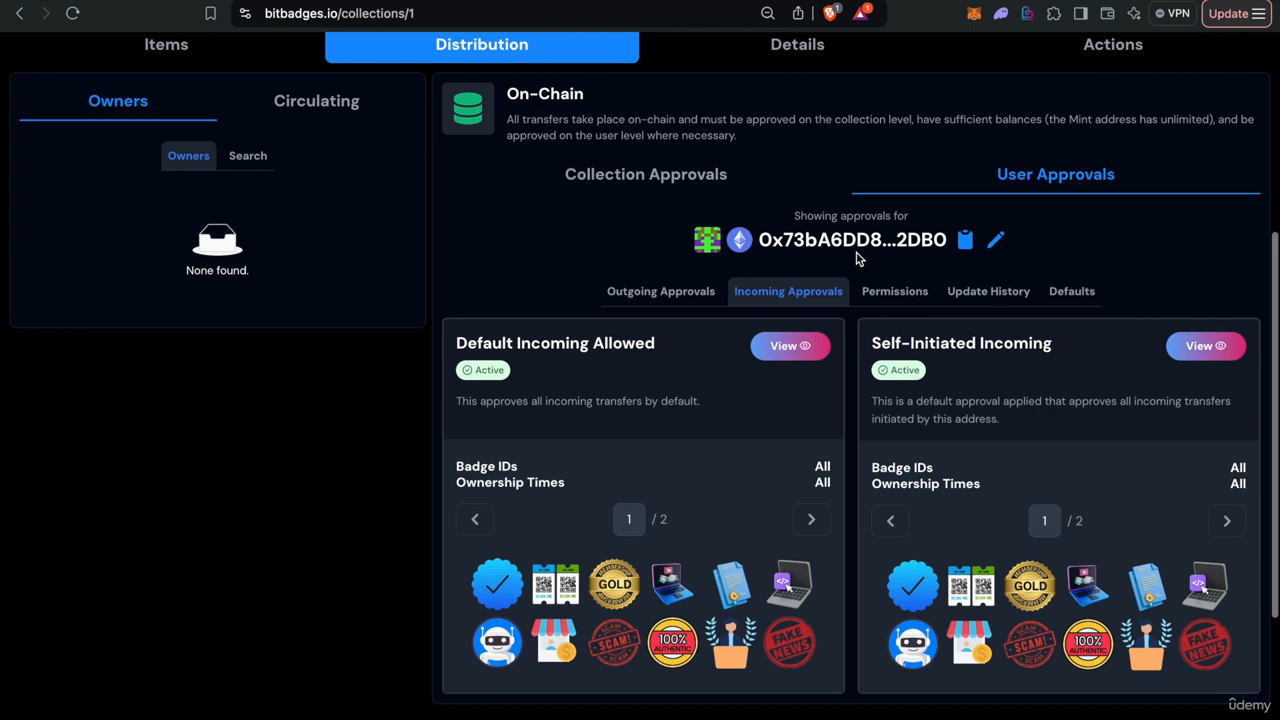 bitbadges.io/collections/1
1
1
VPN
Update
Items
Distribution
Details
Actions
Owners
Circulating
Owners
Search
None found.
On-Chain
All transfers take place on-chain and must be approved on the collection level, have sufficient balances (the Mint address has unlimited), and be
approved on the user level where necessary.
Collection Approvals
User Approvals
Showing approvals for
0x73bA6DD8...2DB0
Outgoing Approvals
Incoming Approvals
Permissions
Update History
Defaults
Default Incoming Allowed
View
Active
This approves all incoming transfers by default.
Badge IDs
All
Ownership Times
All
1
/ 2
GOLD
SCAM!
100%
AUTHENTIC
FAKE
NEWS
Self-Initiated Incoming
View
Active
This is a default approval applied that approves all incoming transfers
initiated by this address.
Badge IDs
All
Ownership Times
All
1
/ 2
GOLD
SCAM!
100%
AUTHENTIC
FAKE
NEWS
ûdemy